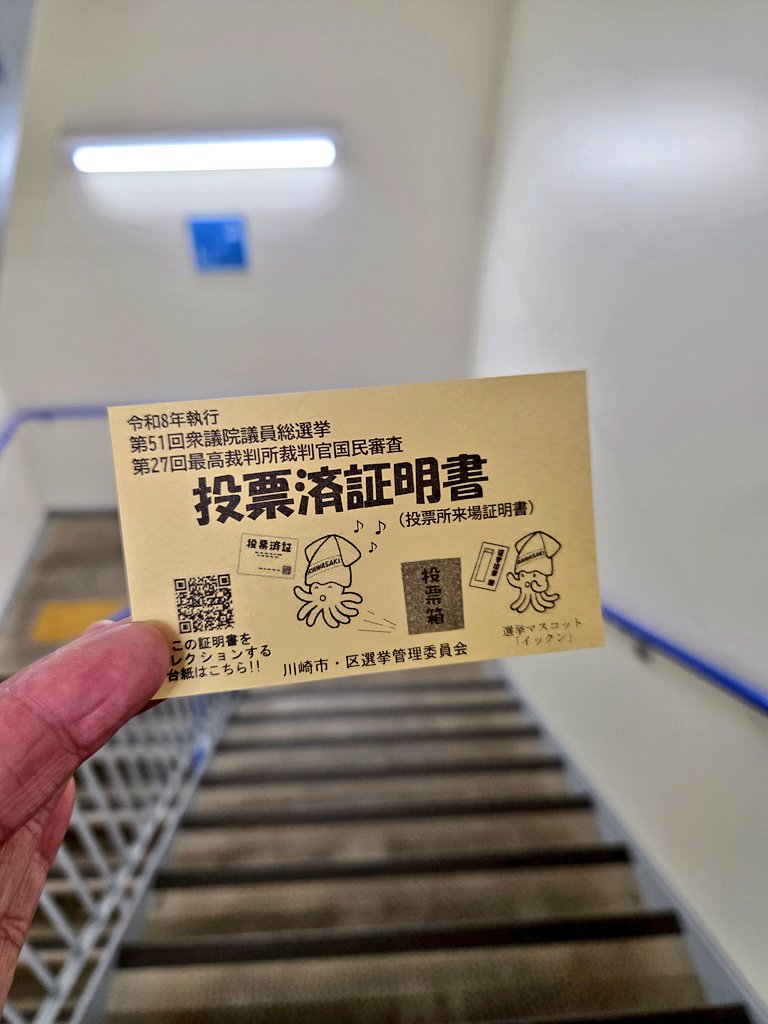 令和8年執行
第51回衆議院議員総選挙
第27回最高裁判所裁判官国民審査
投票済証明書
(投票所来場証明書)
投票済証
KAWASAKI
投票箱
KAWASAKI
選挙マスコット
「イックン」
この証明書を
レクションする
台紙はこちら!!
川崎市・区選挙管理委員会